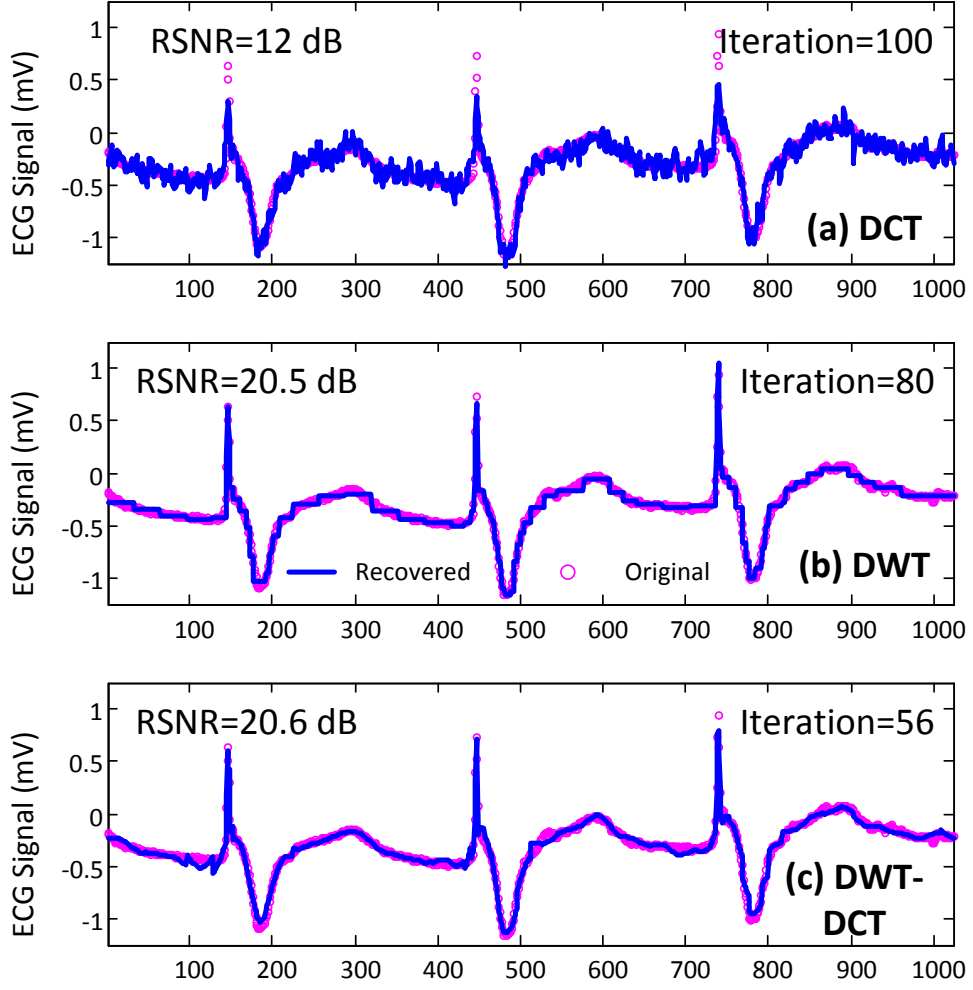 RSNR=12 dB
Iteration=100
ECG Signal (mV)
1
0.5
0
-0.5
-1
(a) DCT
100 200 300 400 500 600 700 800 900 1000
RSNR=20.5 dB
Iteration=80
ECG Signal (mV)
1
0.5
0
-0.5
-1
Recovered
Original
(b) DWT
100 200 300 400 500 600 700 800 900 1000
RSNR=20.6 dB
Iteration=56
ECG Signal (mV)
1
0.5
0
-0.5
-1
(c) DWT-
DCT
100 200 300 400 500 600 700 800 900 1000